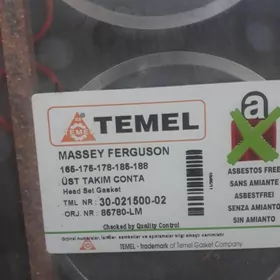 TEMEL
MASSEY FERGUSON
165-175-178-185-188
ÜST TAKIM CONTA
Head Set Gasket
TML NR : 30-021500-02
ORJ. NR : 85780-LM
Checked by Quality Control
TEMEL - trademark of Temel Gasket Company
a
ASBESTOS FREE
SANS AMIANTE
ASBESTFREI
SENZA AMIANTO
SIN AMIANTO